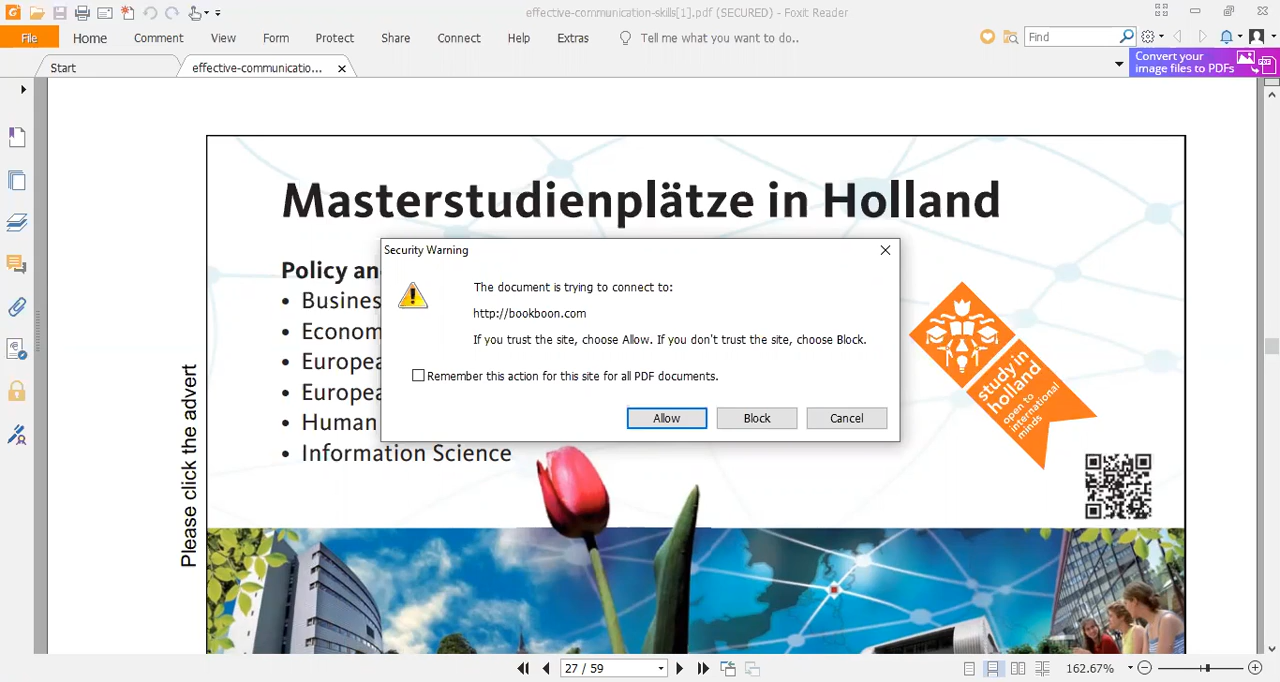 effective-communication-skills[1].pdf (SECURED) - Foxit Reader
File Home Comment View Form Protect Share Connect Help Extras Tell me what you want to do.. Find
Start effective-communicatio...
Convert your
image files to PDFs
Masterstudienplätze in Holland
Policy an
• Busines
• Econom
• Europea
• Europea
• Human
• Information Science
Security Warning
The document is trying to connect to:
http://bookboon.com
If you trust the site, choose Allow. If you don't trust the site, choose Block.
Remember this action for this site for all PDF documents.
Allow Block Cancel
study in
holland
open to
international
minds
Please click the advert
27 / 59
162.67%